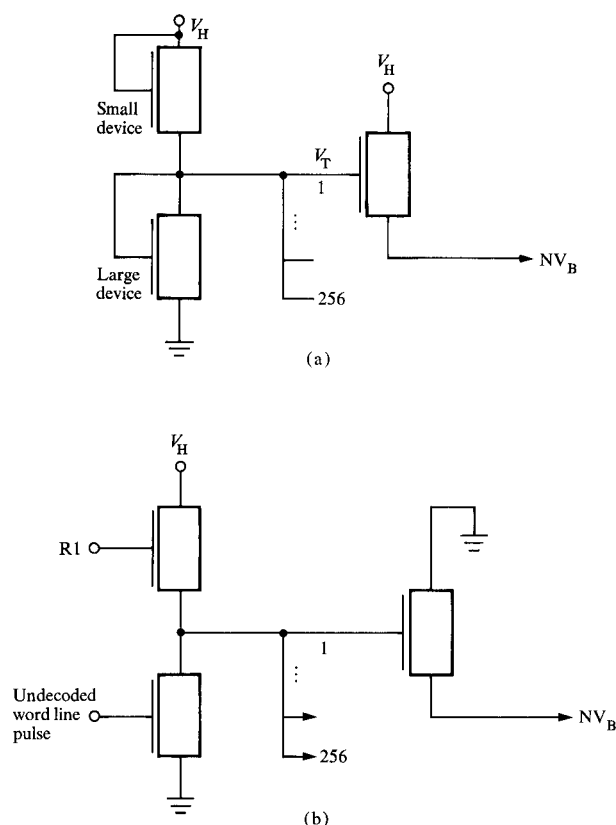 V_H
V_H
Small
device
V_T
1
⋮
NV_B
Large
device
256
(a)
V_H
R1
1
⋮
Undecoded
word line
pulse
NV_B
256
(b)